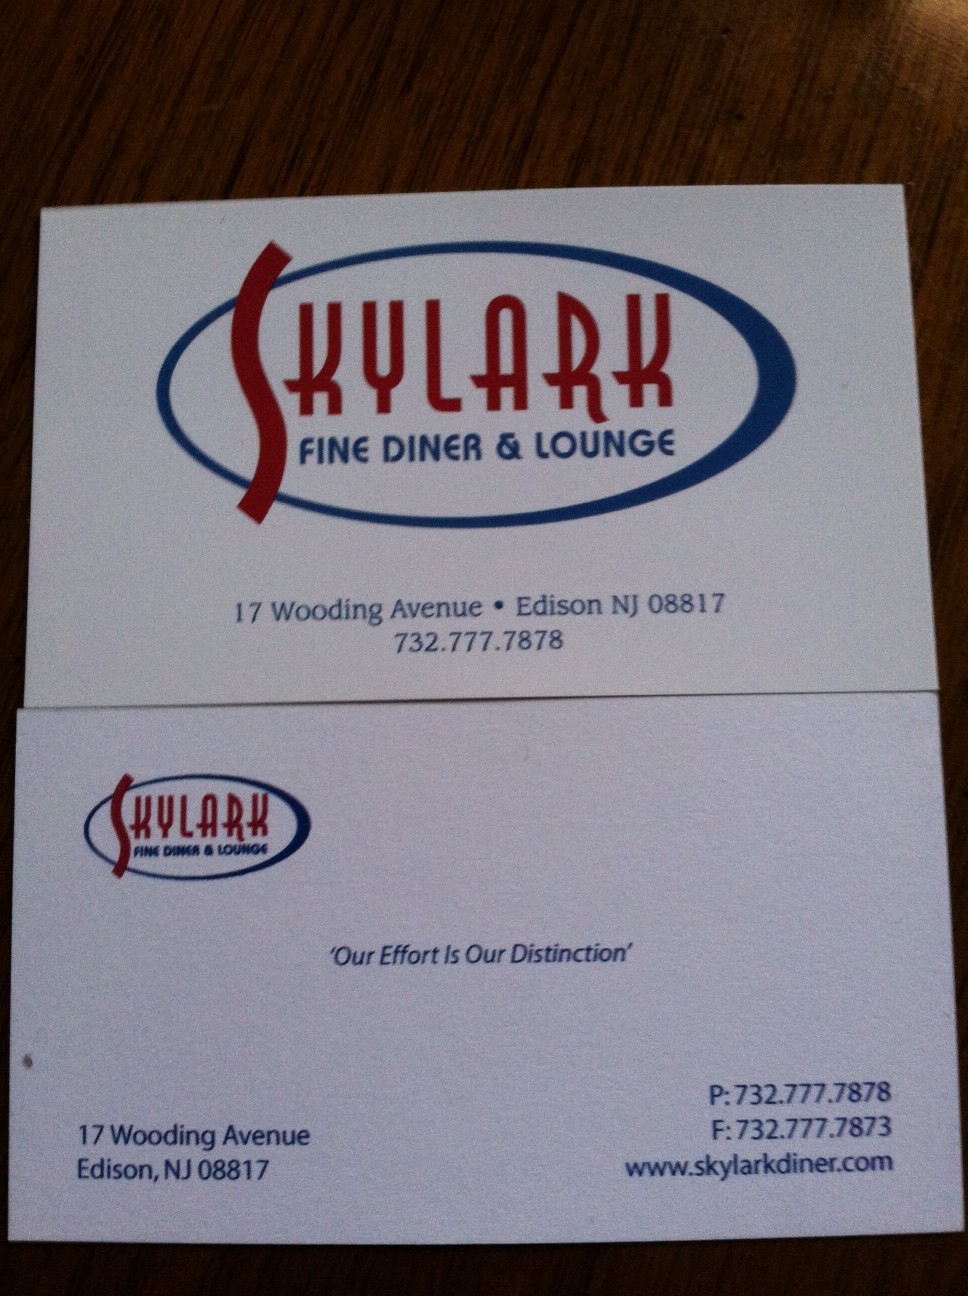 SKYLARK
FINE DINER & LOUNGE
17 Wooding Avenue • Edison NJ 08817
732.777.7878
SKYLARK
FINE DINER & LOUNGE
'Our Effort Is Our Distinction'
17 Wooding Avenue
Edison, NJ 08817
P: 732.777.7878
F: 732.777.7873
www.skylarkdiner.com